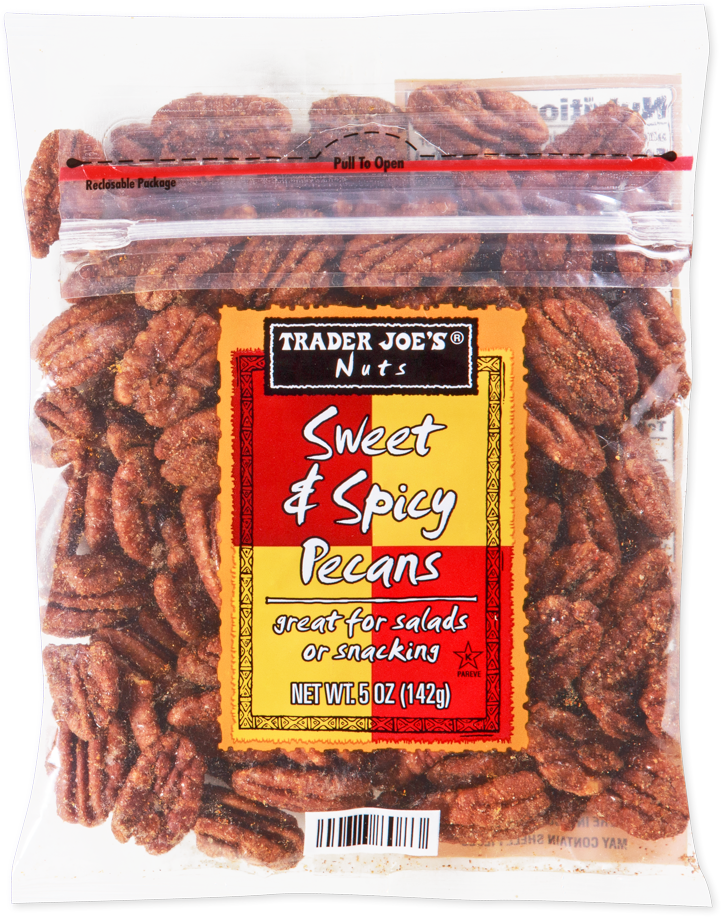 Pull To Open
Reclosable Package
TRADER JOE'S®
Nuts
Sweet
& Spicy
Pecans
great for salads
or snacking
K
PAREVE
NET WT. 5 OZ (142g)
MAY CONTAIN SHELL